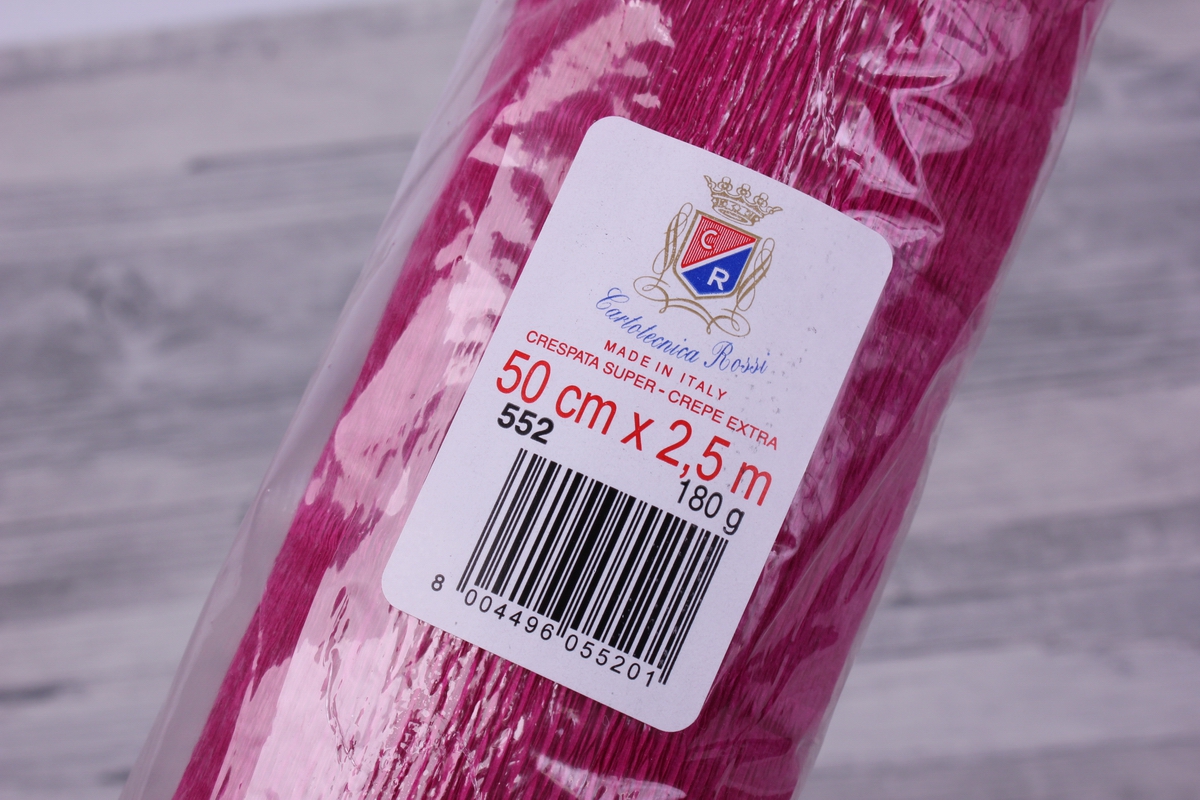 C
R
Cartotecnica Rossi
MADE IN ITALY
CRESPATA SUPER - CREPE EXTRA
50 cm x 2,5 m
552
180 g
8 004496 055201